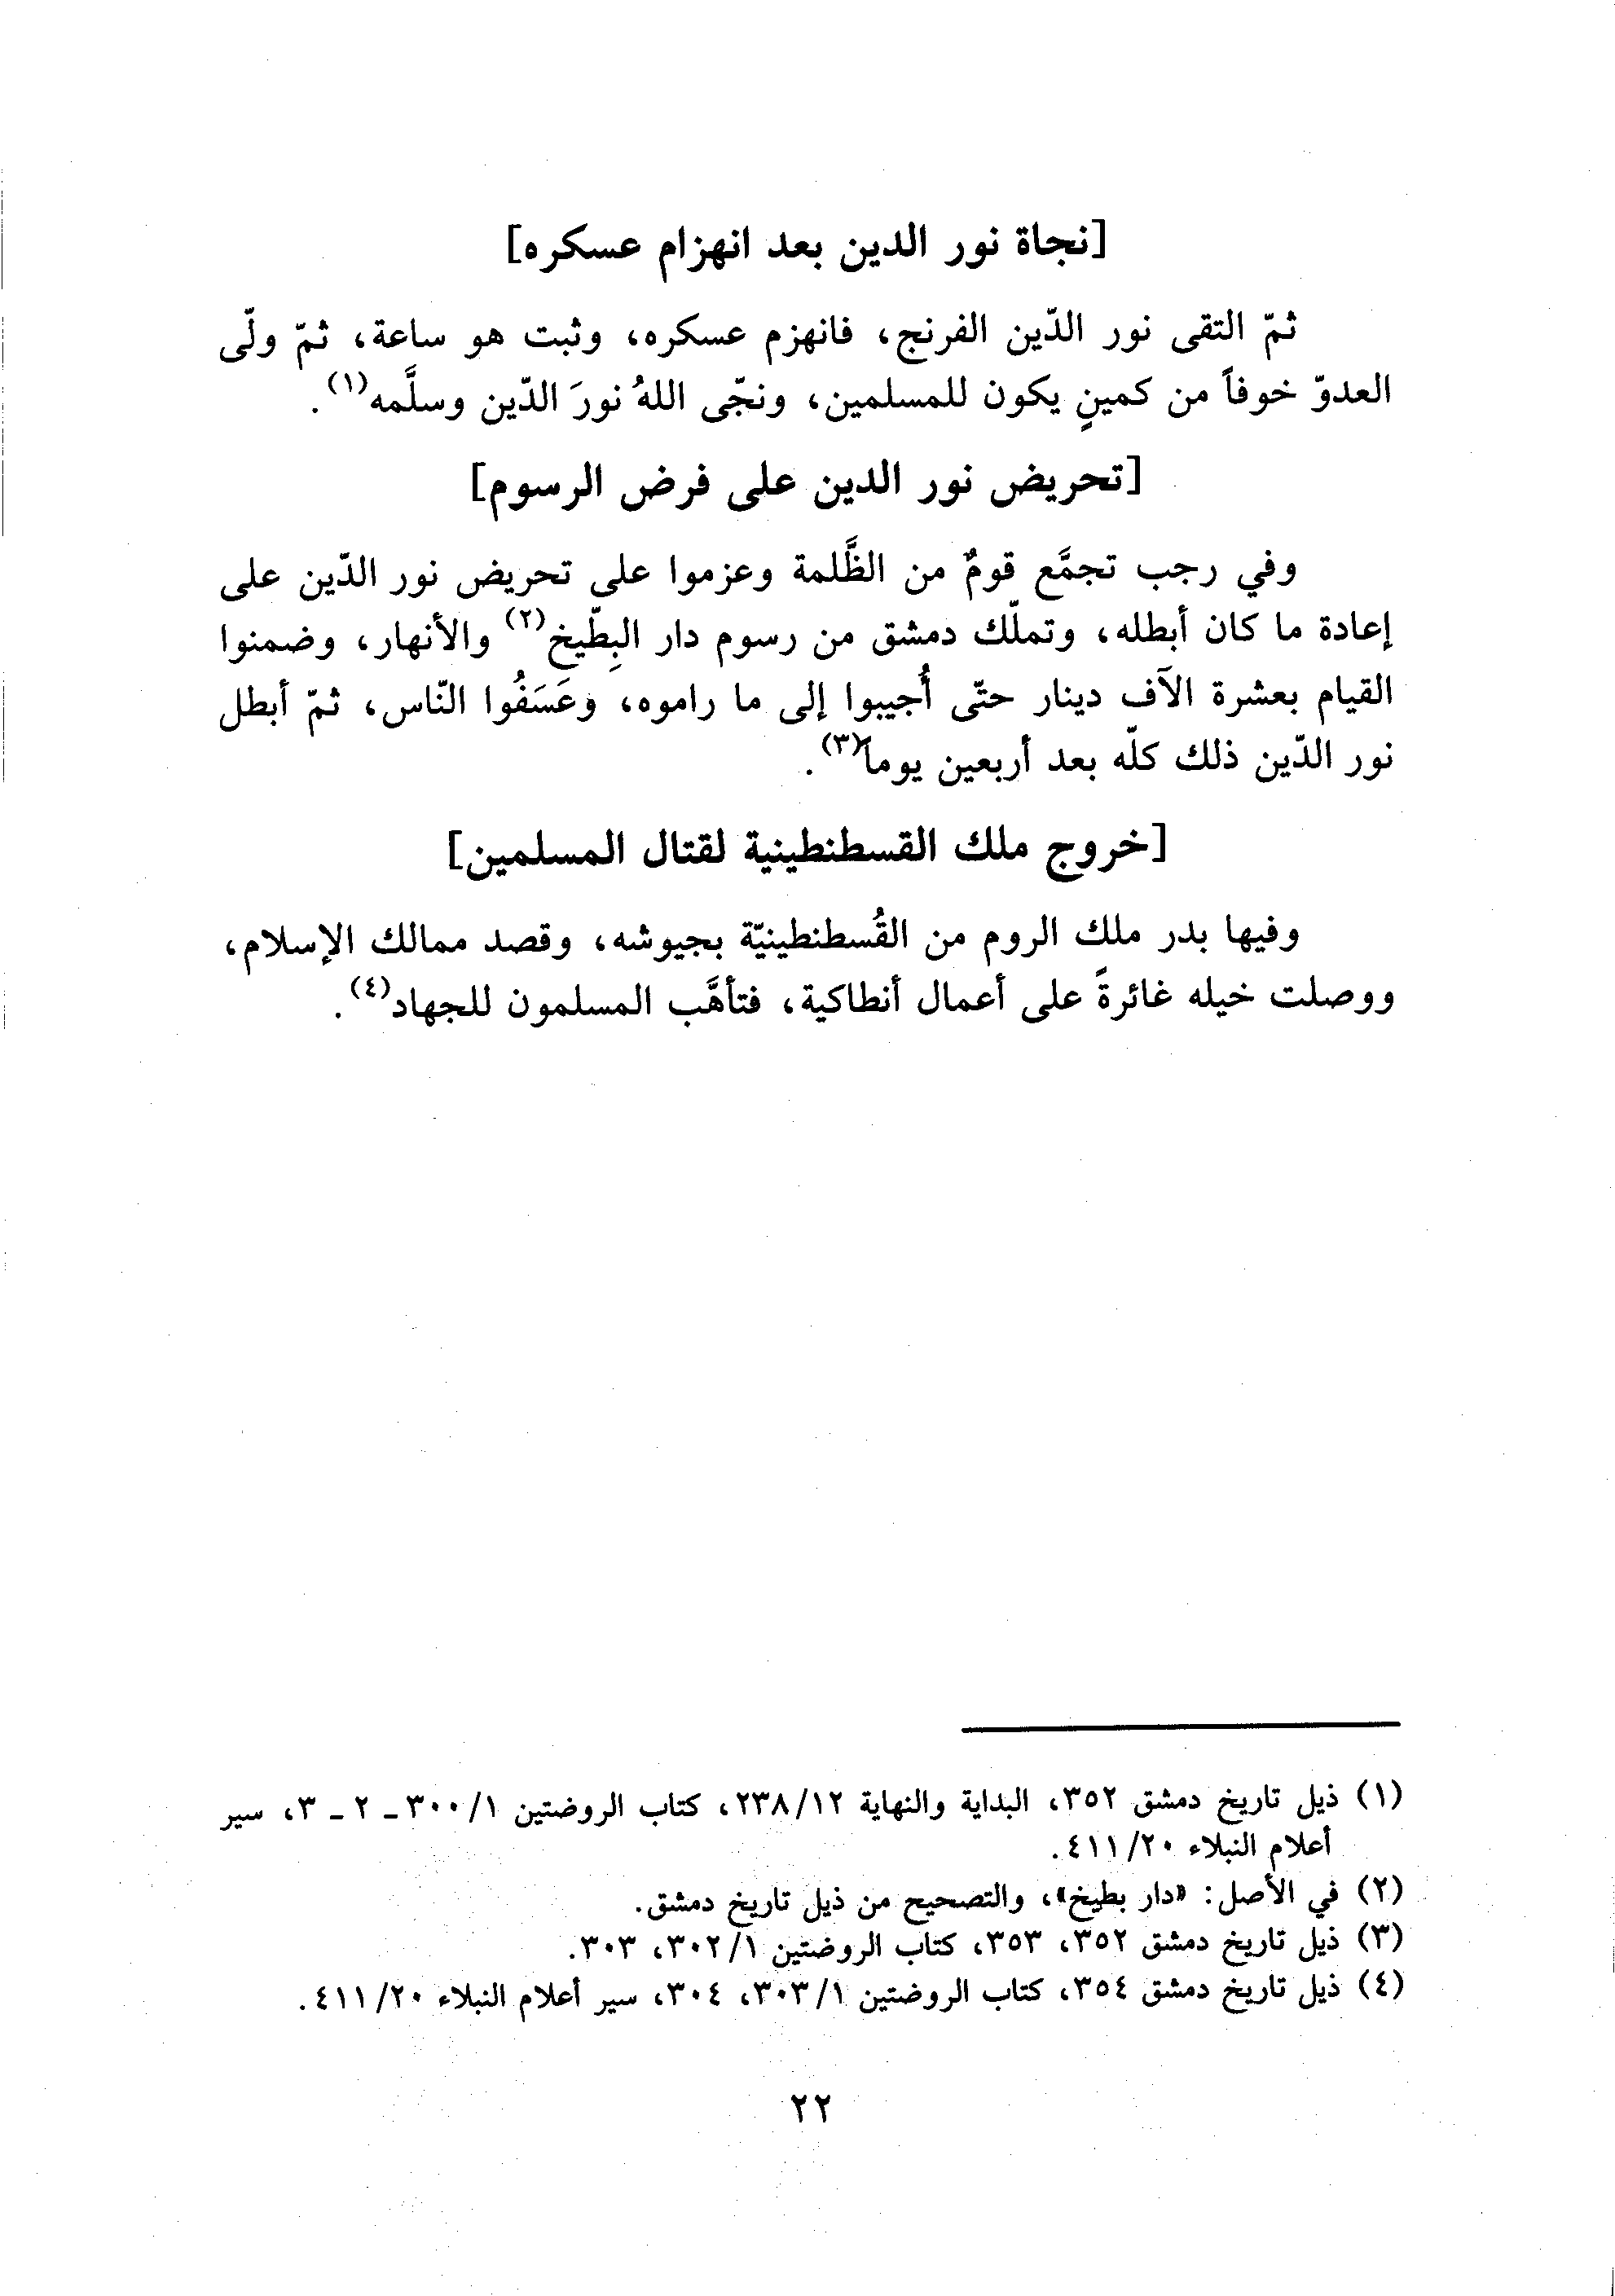 [نجاة نور الدين بعد انهزام عسكره]
ثمّ التقى نور الدّين الفرنج، فانهزم عسكره، وثبت هو ساعة، ثمّ ولّى
العدوّ خوفاً من كمينٍ يكون للمسلمين، ونجّى اللهُ نورَ الدّين وسلَّمه(١).
[تحريض نور الدين على فرض الرسوم]
وفي رجب تجمَّع قومٌ من الظَّلمة وعزموا على تحريض نور الدّين على
إعادة ما كان أبطله، وتملّك دمشق من رسوم دار البِطّيخ(٢) والأنهار، وضمنوا
القيام بعشرة الآف دينار حتّى أُجيبوا إلى ما راموه، وعَسَفُوا النّاس، ثمّ أبطل
نور الدّين ذلك كلّه بعد أربعين يوماً(٣).
[خروج ملك القسطنطينية لقتال المسلمين]
وفيها بدر ملك الروم من القُسطنطينيّة بجيوشه، وقصد ممالك الإسلام،
ووصلت خيله غائرةً على أعمال أنطاكية، فتأهَّب المسلمون للجهاد(٤).
(١) ذيل تاريخ دمشق ٣٥٢، البداية والنهاية ٢٣٨/١٢، كتاب الروضتين ٣٠٠/١ ـ ٢ ـ ٣، سير
أعلام النبلاء ٤١١/٢٠.
(٢) في الأصل: «دار بطيخ»، والتصحيح من ذيل تاريخ دمشق.
(٣) ذيل تاريخ دمشق ٣٥٢، ٣٥٣، كتاب الروضتين ٣٠٢/١، ٣٠٣.
(٤) ذيل تاريخ دمشق ٣٥٤، كتاب الروضتين ٣٠٣/١، ٣٠٤، سير أعلام النبلاء ٤١١/٢٠.
٢٢